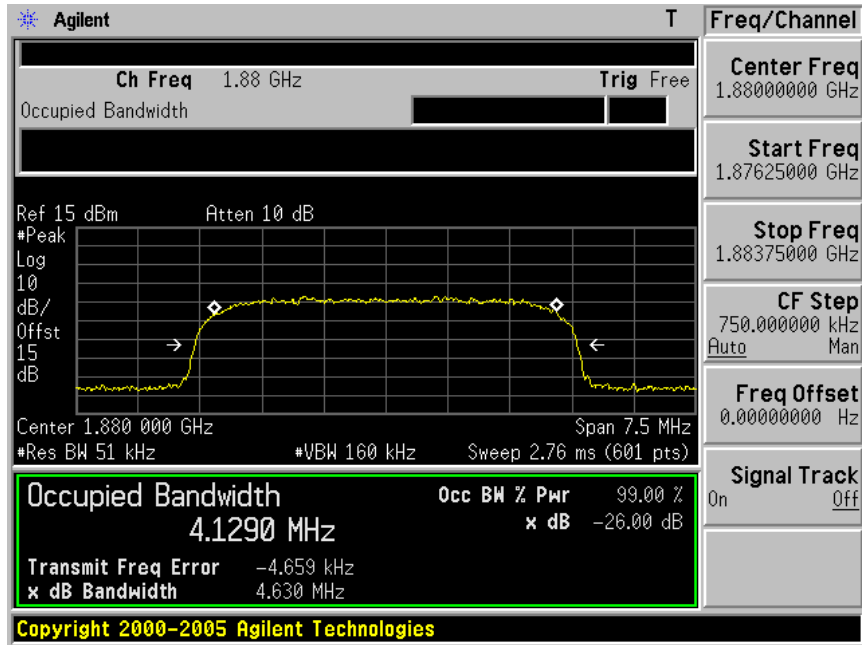 Agilent T
Freq/Channel
Ch Freq 1.88 GHz Trig Free
Occupied Bandwidth
Center Freq
1.88000000 GHz
Start Freq
1.87625000 GHz
Stop Freq
1.88375000 GHz
CF Step
750.000000 kHz
Auto Man
Freq Offset
0.00000000 Hz
Signal Track
On Off
Ref 15 dBm Atten 10 dB
#Peak
Log
10
dB/
Offst
15
dB
Center 1.880 000 GHz Span 7.5 MHz
#Res BW 51 kHz #VBW 160 kHz Sweep 2.76 ms (601 pts)
Occupied Bandwidth Occ BW % Pwr 99.00 %
4.1290 MHz x dB -26.00 dB
Transmit Freq Error -4.659 kHz
x dB Bandwidth 4.630 MHz
Copyright 2000-2005 Agilent Technologies